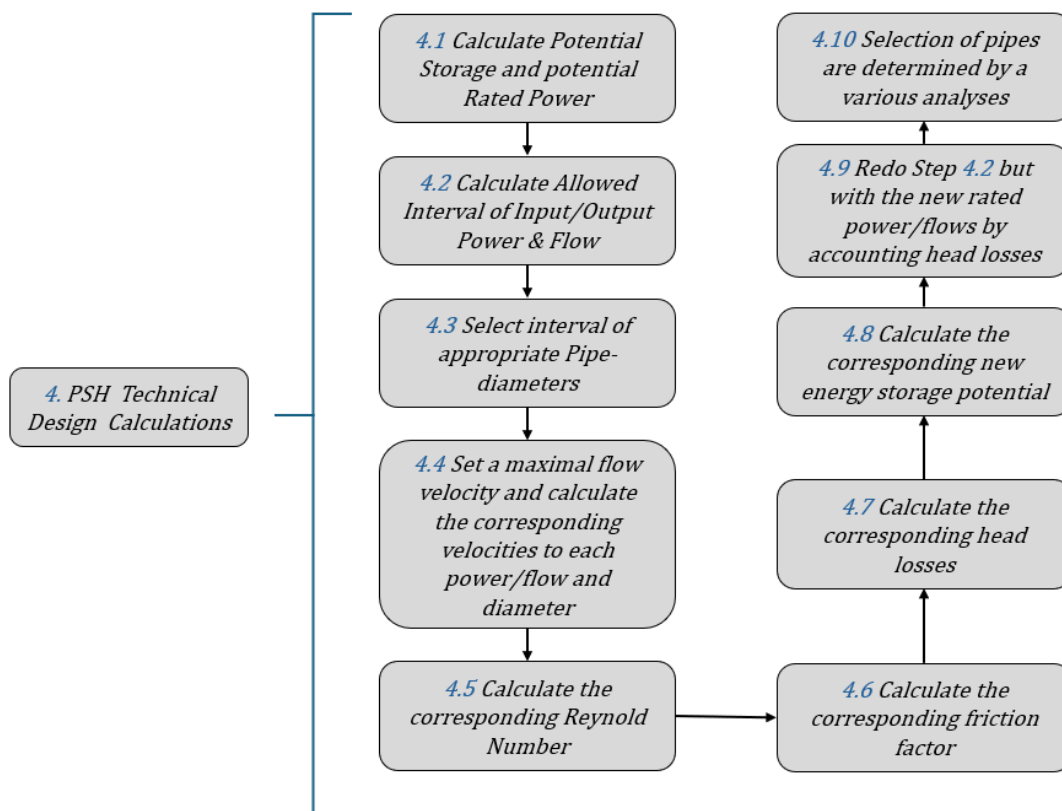 4. PSH Technical
Design Calculations
4.1 Calculate Potential
Storage and potential
Rated Power
4.2 Calculate Allowed
Interval of Input/Output
Power & Flow
4.3 Select interval of
appropriate Pipe-
diameters
4.4 Set a maximal flow
velocity and calculate
the corresponding
velocities to each
power/flow and
diameter
4.5 Calculate the
corresponding Reynold
Number
4.6 Calculate the
corresponding friction
factor
4.7 Calculate the
corresponding head
losses
4.8 Calculate the
corresponding new
energy storage potential
4.9 Redo Step 4.2 but
with the new rated
power/flows by
accounting head losses
4.10 Selection of pipes
are determined by a
various analyses